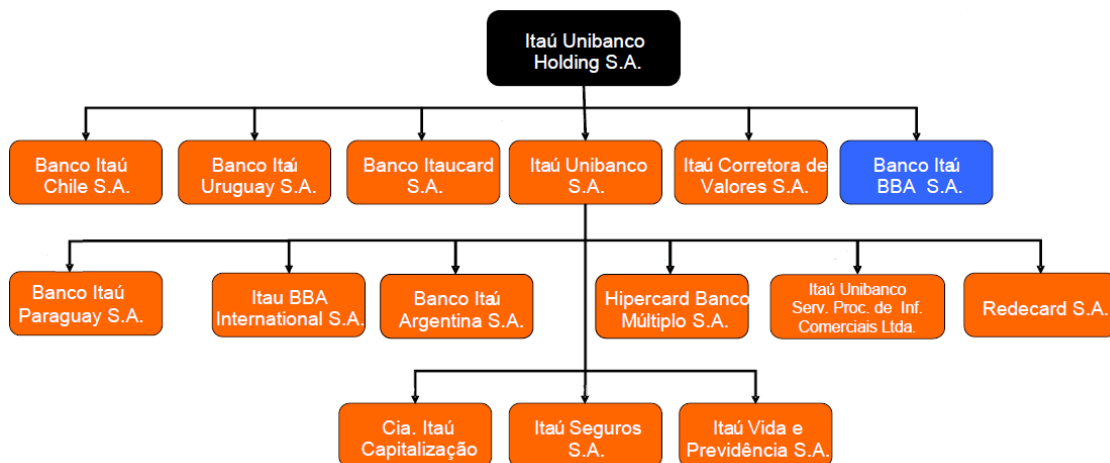 Itaú Unibanco
Holding S.A.
Banco Itaú
Chile S.A.
Banco Itaú
Uruguay S.A.
Banco Itaucard
S.A.
Itaú Unibanco
S.A.
Itaú Corretora de
Valores S.A.
Banco Itaú
BBA S.A.
Banco Itaú
Paraguay S.A.
Itau BBA
International S.A.
Banco Itaú
Argentina S.A.
Hipercard Banco
Múltiplo S.A.
Itaú Unibanco
Serv. Proc. de Inf.
Comerciais Ltda.
Redecard S.A.
Cia. Itaú
Capitalização
Itaú Seguros
S.A.
Itaú Vida e
Previdência S.A.